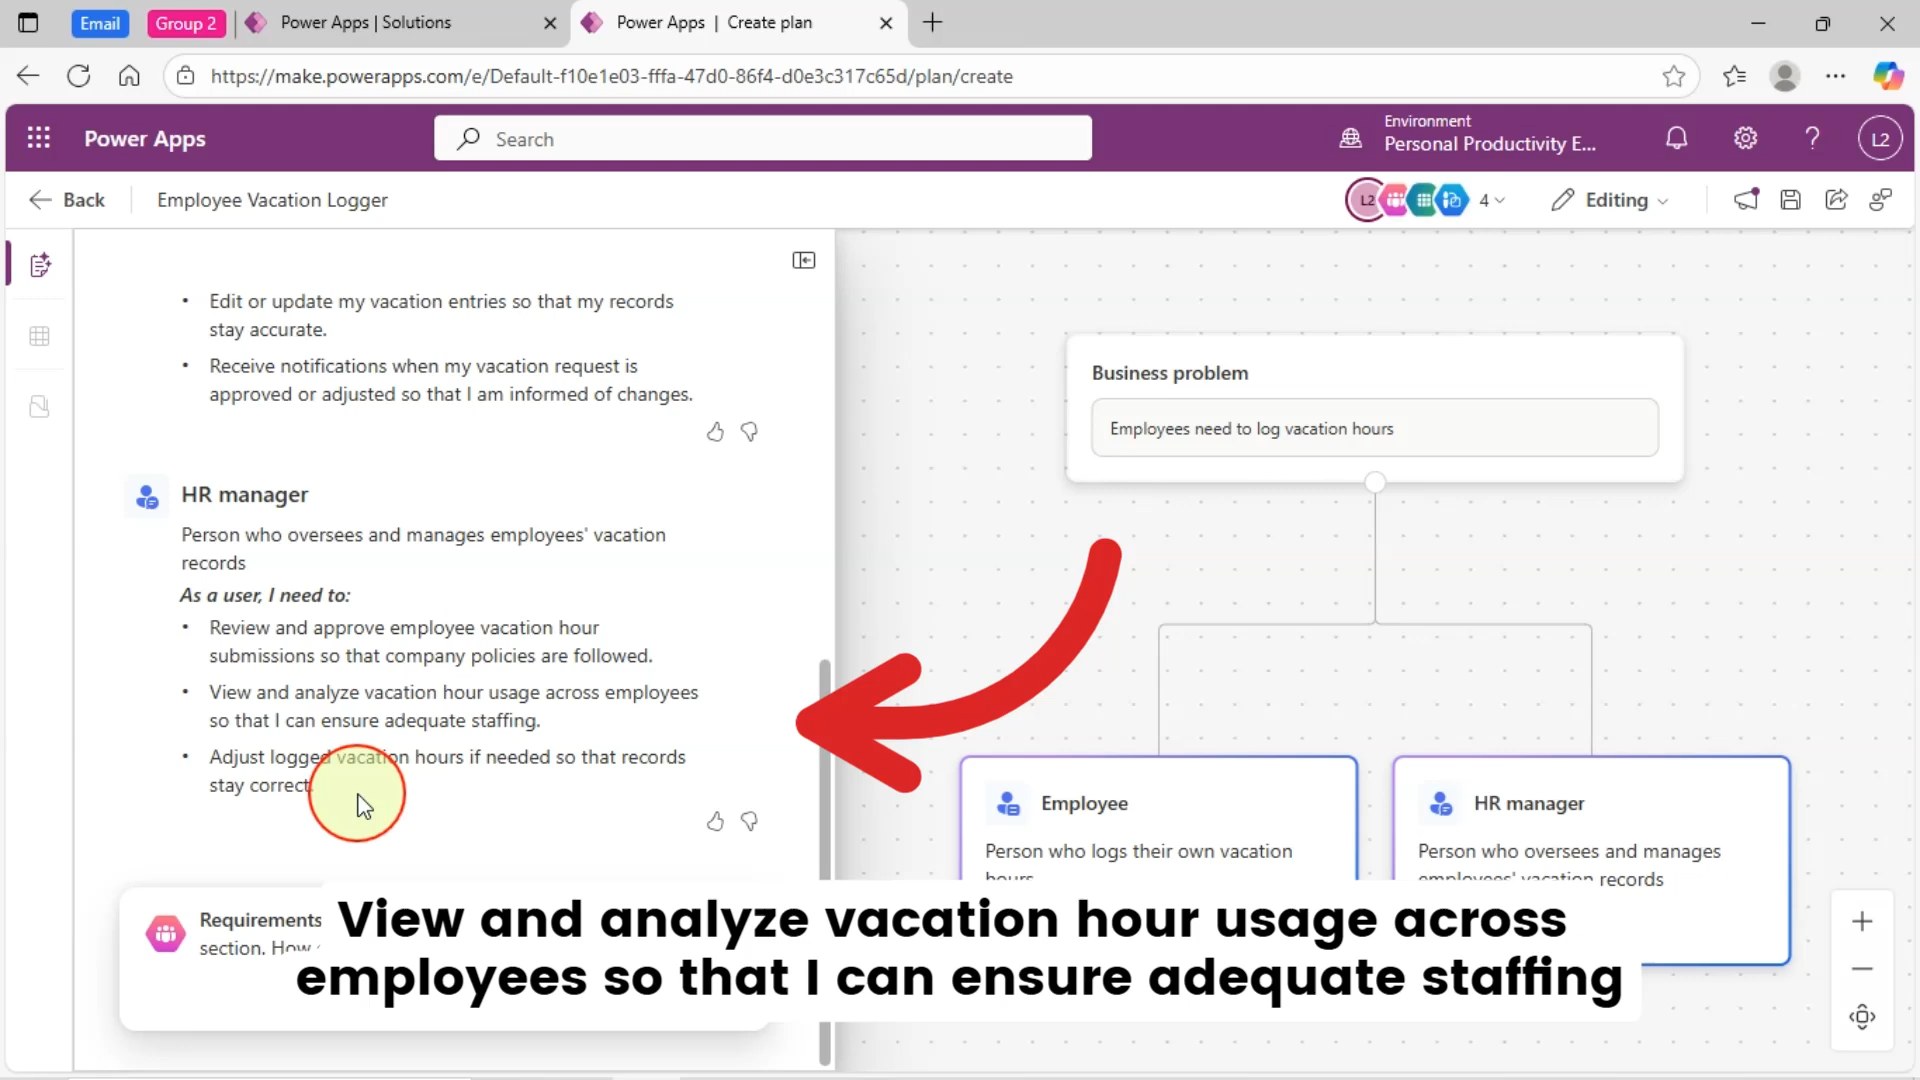 Email
Group 2
Power Apps | Solutions
Power Apps | Create plan
https://make.powerapps.com/e/Default-f10e1e03-fffa-47d0-86f4-d0e3c317c65d/plan/create
Power Apps
Search
Environment
Personal Productivity E...
L2
Back
Employee Vacation Logger
L2
4
Editing
• Edit or update my vacation entries so that my records
stay accurate.
• Receive notifications when my vacation request is
approved or adjusted so that I am informed of changes.
HR manager
Person who oversees and manages employees' vacation
records
As a user, I need to:
• Review and approve employee vacation hour
submissions so that company policies are followed.
• View and analyze vacation hour usage across employees
so that I can ensure adequate staffing.
• Adjust logged vacation hours if needed so that records
stay correct.
Requirements
section. How
Business problem
Employees need to log vacation hours
Employee
Person who logs their own vacation
hours
HR manager
Person who oversees and manages
employees' vacation records
View and analyze vacation hour usage across
employees so that I can ensure adequate staffing